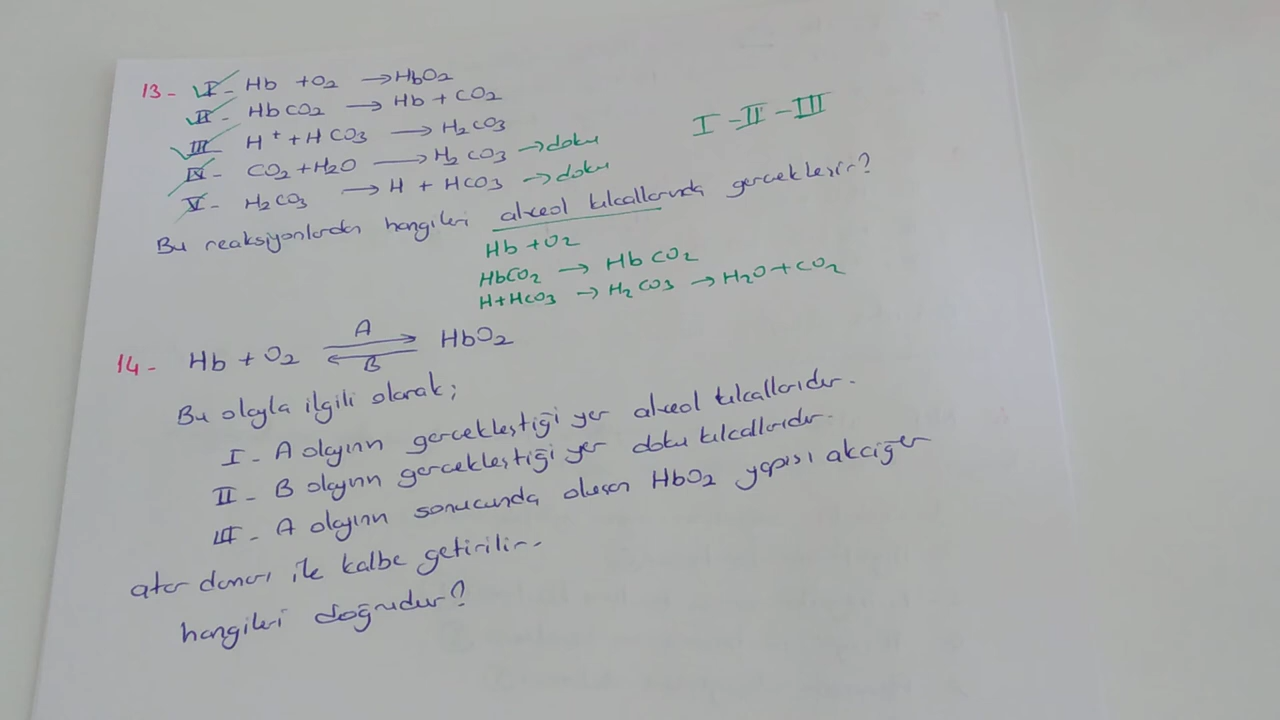 13- I- Hb + O2 → HbO2
II- HbCO2 → Hb + CO2
III- H+ + HCO3 → H2CO3
IV- CO2 + H2O → H2CO3 → doku
V- H2CO3 → H + HCO3 → doku
I - II - III
Bu reaksiyonlardan hangileri alveol kılcallarında gerçekleşir?
Hb + O2
HbCO2 → HbCO2
H + HCO3 → H2CO3 → H2O + CO2
14- Hb + O2 A ⇌ B HbO2
Bu olayla ilgili olarak;
I - A olayının gerçekleştiği yer alveol kılcallarıdır.
II - B olayının gerçekleştiği yer doku kılcallarıdır.
III - A olayının sonucunda oluşan HbO2 yapısı akciğer
atar damarı ile kalbe getirilir.
hangileri doğrudur?